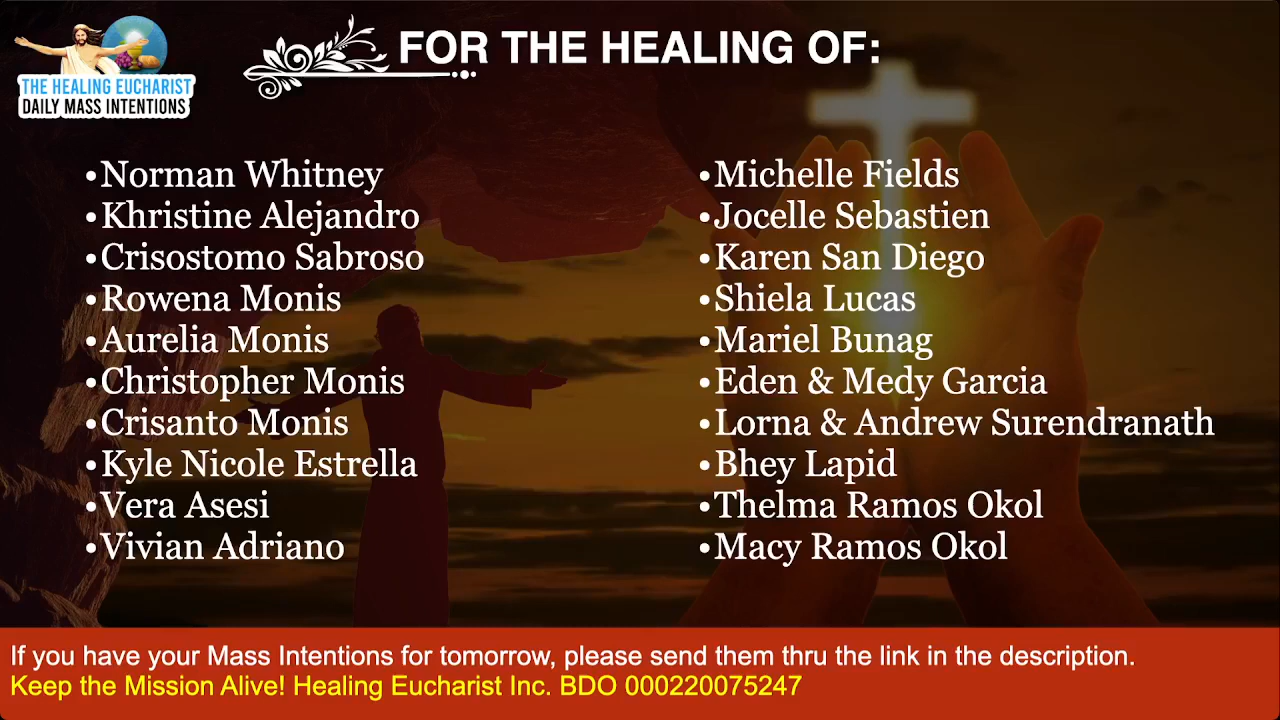 THE HEALING EUCHARIST
DAILY MASS INTENTIONS
FOR THE HEALING OF:
•Norman Whitney
•Khristine Alejandro
•Crisostomo Sabroso
•Rowena Monis
•Aurelia Monis
•Christopher Monis
•Crisanto Monis
•Kyle Nicole Estrella
•Vera Asesi
•Vivian Adriano
•Michelle Fields
•Jocelle Sebastien
•Karen San Diego
•Shiela Lucas
•Mariel Bunag
•Eden & Medy Garcia
•Lorna & Andrew Surendranath
•Bhey Lapid
•Thelma Ramos Okol
•Macy Ramos Okol
If you have your Mass Intentions for tomorrow, please send them thru the link in the description.
Keep the Mission Alive! Healing Eucharist Inc. BDO 000220075247